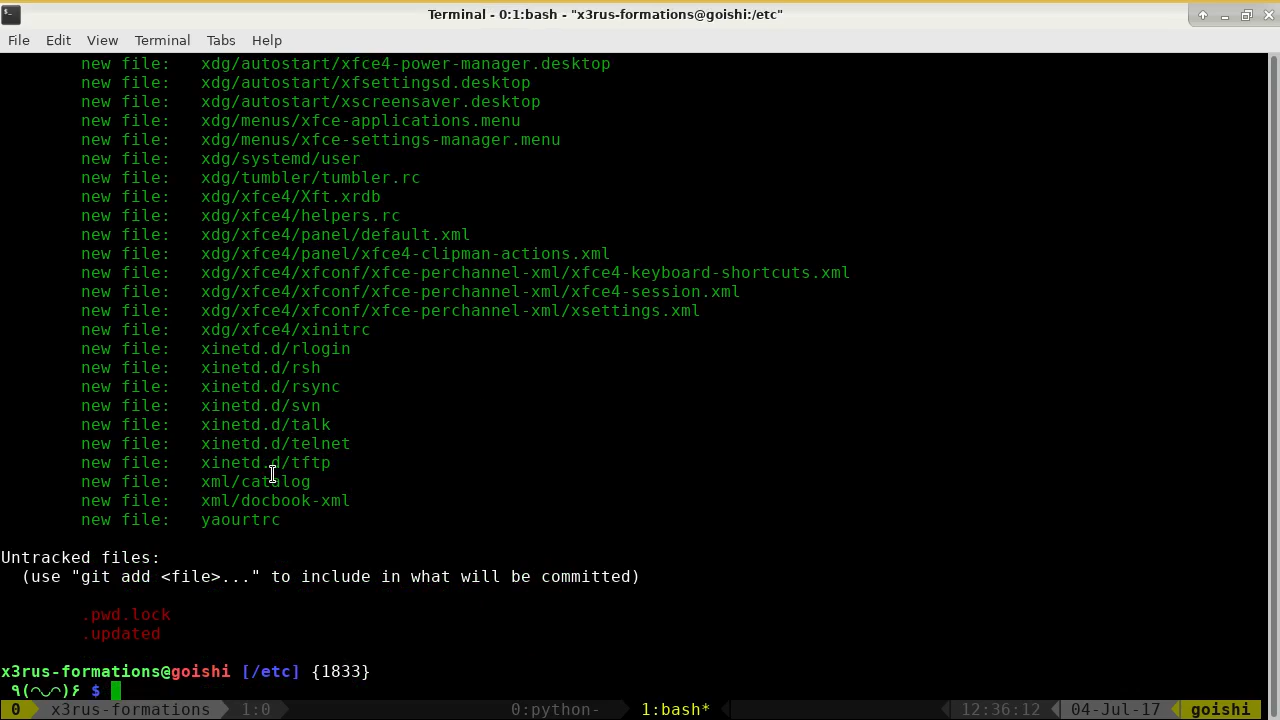 Terminal - 0:1:bash - "x3rus-formations@goishi:/etc"
File Edit View Terminal Tabs Help
new file:   xdg/autostart/xfce4-power-manager.desktop
new file:   xdg/autostart/xfsettingsd.desktop
new file:   xdg/autostart/xscreensaver.desktop
new file:   xdg/menus/xfce-applications.menu
new file:   xdg/menus/xfce-settings-manager.menu
new file:   xdg/systemd/user
new file:   xdg/tumbler/tumbler.rc
new file:   xdg/xfce4/Xft.xrdb
new file:   xdg/xfce4/helpers.rc
new file:   xdg/xfce4/panel/default.xml
new file:   xdg/xfce4/panel/xfce4-clipman-actions.xml
new file:   xdg/xfce4/xfconf/xfce-perchannel-xml/xfce4-keyboard-shortcuts.xml
new file:   xdg/xfce4/xfconf/xfce-perchannel-xml/xfce4-session.xml
new file:   xdg/xfce4/xfconf/xfce-perchannel-xml/xsettings.xml
new file:   xdg/xfce4/xinitrc
new file:   xinetd.d/rlogin
new file:   xinetd.d/rsh
new file:   xinetd.d/rsync
new file:   xinetd.d/svn
new file:   xinetd.d/talk
new file:   xinetd.d/telnet
new file:   xinetd.d/tftp
new file:   xml/catalog
new file:   xml/docbook-xml
new file:   yaourtrc
Untracked files:
(use "git add <file>..." to include in what will be committed)
.pwd.lock
.updated
x3rus-formations@goishi [/etc] {1833}
٩(◠◡◠)۶ $
0 x3rus-formations 1:0 0:python- 1:bash* 12:36:12 04-Jul-17 goishi